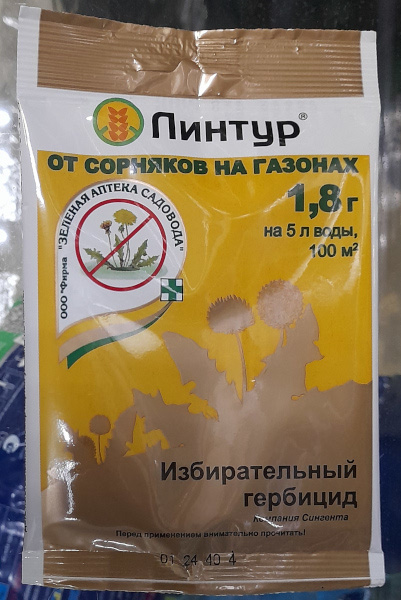 Линтур®
ОТ СОРНЯКОВ НА ГАЗОНАХ
1,8 г
на 5 л воды,
100 м²
ООО "Фирма "ЗЕЛЕНАЯ АПТЕКА САДОВОДА"
Избирательный
гербицид
Компания Сингента
Перед применением внимательно прочитать!
01 24 40 4